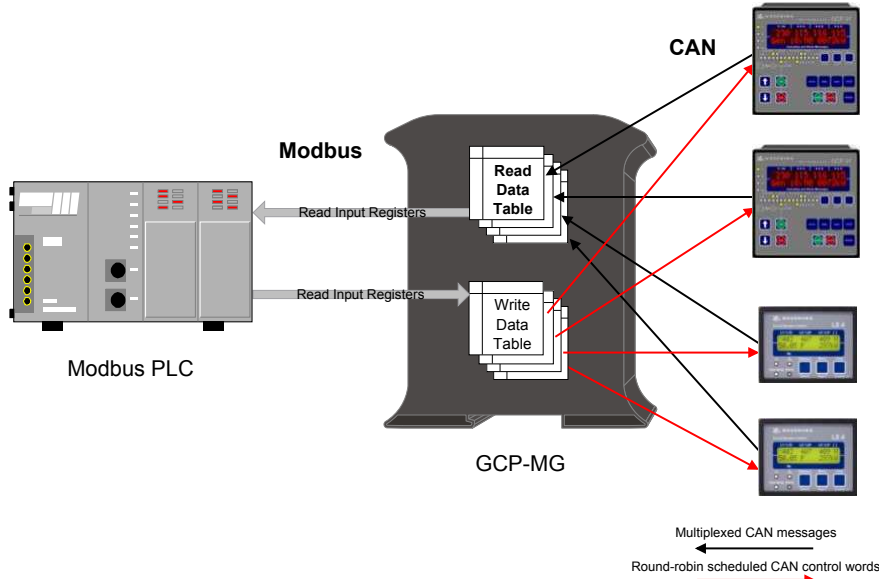 CAN
Modbus
Read
Data
Table
Read Input Registers
Read Input Registers
Write
Data
Table
Modbus PLC
GCP-MG
Multiplexed CAN messages
Round-robin scheduled CAN control words